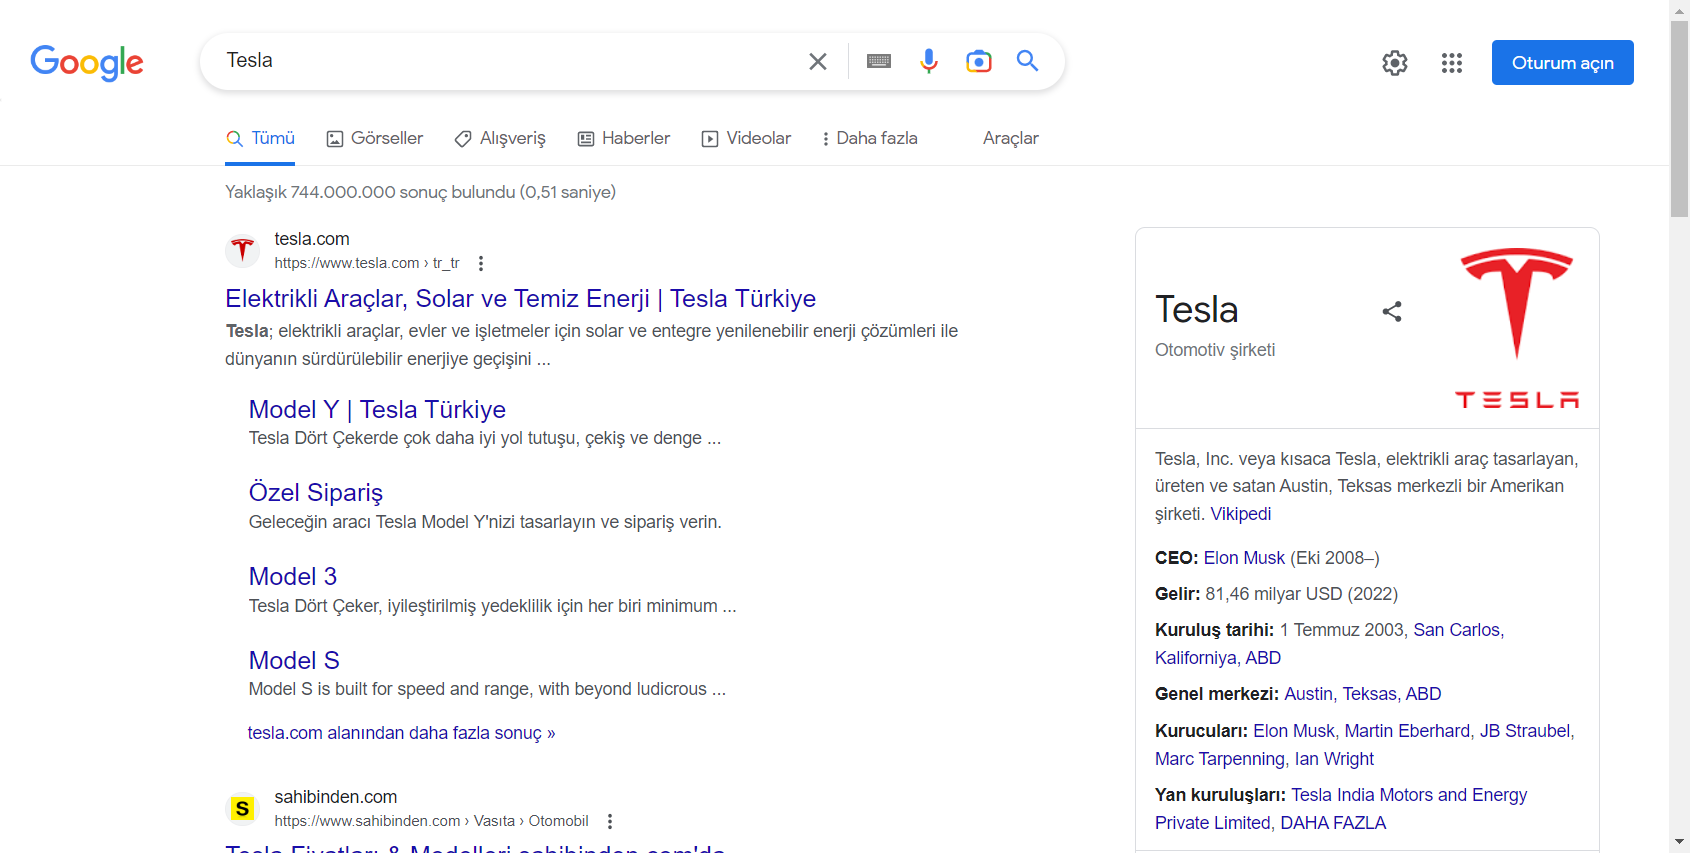 Google
Tesla
Oturum açın
Tümü
Görseller
Alışveriş
Haberler
Videolar
Daha fazla
Araçlar
Yaklaşık 744.000.000 sonuç bulundu (0,51 saniye)
tesla.com
https://www.tesla.com › tr_tr
Elektrikli Araçlar, Solar ve Temiz Enerji | Tesla Türkiye
Tesla; elektrikli araçlar, evler ve işletmeler için solar ve entegre yenilenebilir enerji çözümleri ile
dünyanın sürdürülebilir enerjiye geçişini ...
Model Y | Tesla Türkiye
Tesla Dört Çekerde çok daha iyi yol tutuşu, çekiş ve denge ...
Özel Sipariş
Geleceğin aracı Tesla Model Y'nizi tasarlayın ve sipariş verin.
Model 3
Tesla Dört Çeker, iyileştirilmiş yedeklilik için her biri minimum ...
Model S
Model S is built for speed and range, with beyond ludicrous ...
tesla.com alanından daha fazla sonuç »
S
sahibinden.com
https://www.sahibinden.com › Vasıta › Otomobil
Tesla Fiyatları & Modelleri sahibinden.com'da
Tesla
Otomotiv şirketi
TESLA
Tesla, Inc. veya kısaca Tesla, elektrikli araç tasarlayan,
üreten ve satan Austin, Teksas merkezli bir Amerikan
şirketi. Vikipedi
CEO: Elon Musk (Eki 2008–)
Gelir: 81,46 milyar USD (2022)
Kuruluş tarihi: 1 Temmuz 2003, San Carlos,
Kaliforniya, ABD
Genel merkezi: Austin, Teksas, ABD
Kurucuları: Elon Musk, Martin Eberhard, JB Straubel,
Marc Tarpenning, Ian Wright
Yan kuruluşları: Tesla India Motors and Energy
Private Limited, DAHA FAZLA